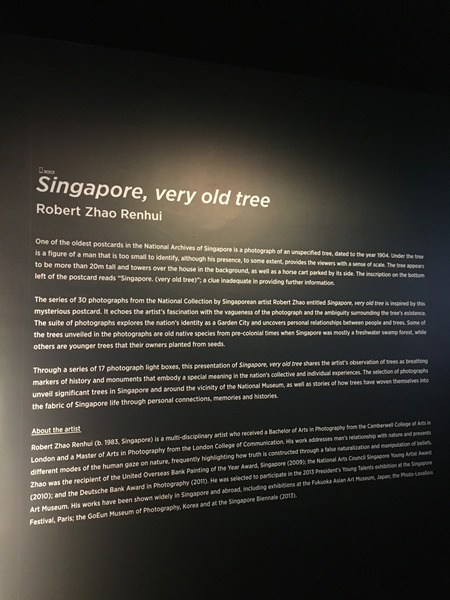 8003
Singapore, very old tree
Robert Zhao Renhui
One of the oldest postcards in the National Archives of Singapore is a photograph of an unspecified tree, dated to the year 1904. Under the tree
is a figure of a man that is too small to identify, although his presence, to some extent, provides the viewers with a sense of scale. The tree appears
to be more than 20m tall and towers over the house in the background, as well as a horse cart parked by its side. The inscription on the bottom
left of the postcard reads "Singapore. (very old tree)"; a clue inadequate in providing further information.
The series of 30 photographs from the National Collection by Singaporean artist Robert Zhao entitled Singapore, very old tree is inspired by this
mysterious postcard. It echoes the artist's fascination with the vagueness of the photograph and the ambiguity surrounding the tree's existence.
The suite of photographs explores the nation's identity as a Garden City and uncovers personal relationships between people and trees. Some of
the trees unveiled in the photographs are old native species from pre-colonial times when Singapore was mostly a freshwater swamp forest, while
others are younger trees that their owners planted from seeds.
Through a series of 17 photograph light boxes, this presentation of Singapore, very old tree shares the artist's observation of trees as breathing
markers of history and monuments that embody a special meaning in the nation's collective and individual experiences. The selection of photographs
unveil significant trees in Singapore and around the vicinity of the National Museum, as well as stories of how trees have woven themselves into
the fabric of Singapore life through personal connections, memories and histories.
About the artist
Robert Zhao Renhui (b. 1983, Singapore) is a multi-disciplinary artist who received a Bachelor of Arts in Photography from the Camberwell College of Arts in
London and a Master of Arts in Photography from the London College of Communication. His work addresses man's relationship with nature and presents
different modes of the human gaze on nature, frequently highlighting how truth is constructed through a false naturalization and manipulation of beliefs.
Zhao was the recipient of the United Overseas Bank Painting of the Year Award, Singapore (2009); the National Arts Council Singapore Young Artist Award
(2010); and the Deutsche Bank Award in Photography (2011). He was selected to participate in the 2013 President's Young Talents exhibition at the Singapore
Art Museum. His works have been shown widely in Singapore and abroad, including exhibitions at the Fukuoka Asian Art Museum, Japan; the Photo-Levallois
Festival, Paris; the GoEun Museum of Photography, Korea and at the Singapore Biennale (2013).